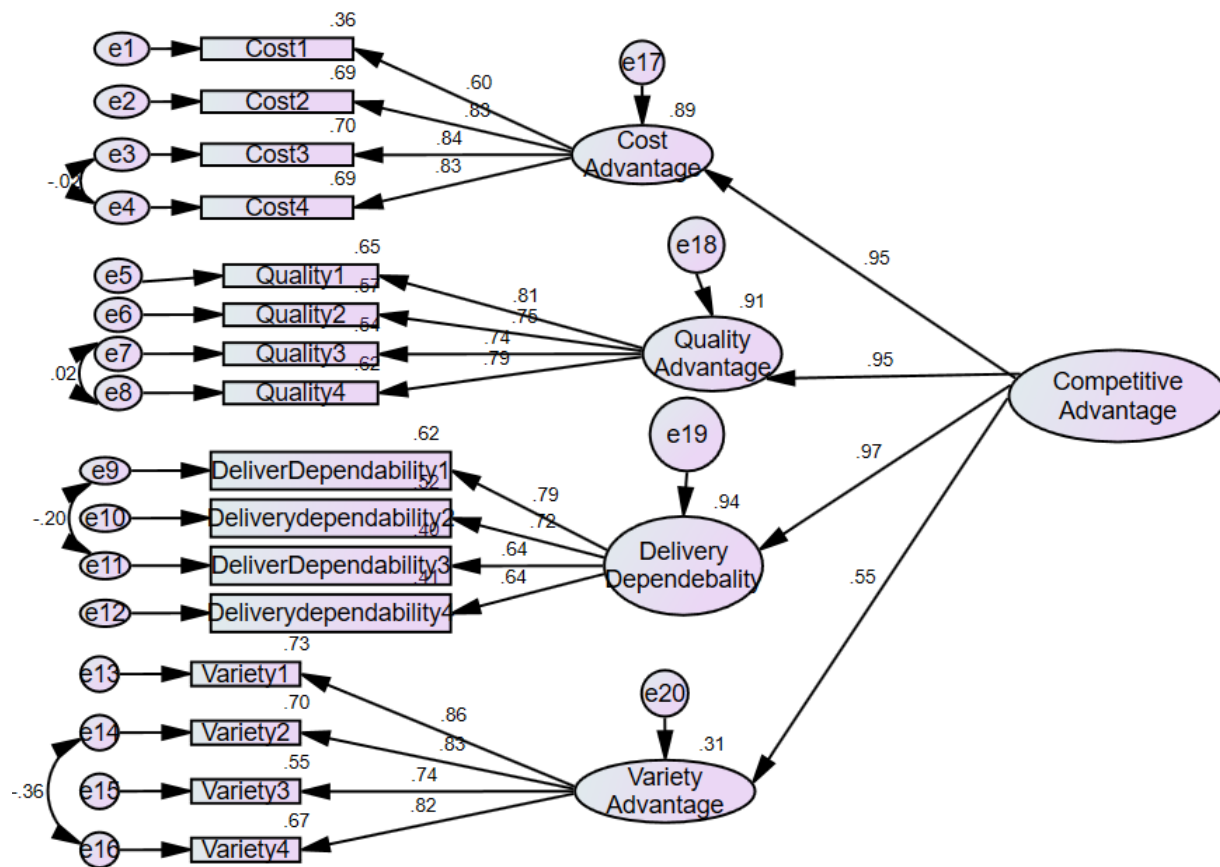 .36
e1
Cost1
.69
.60
e17
e2
Cost2
.83
.89
.70
Cost
Advantage
e3
Cost3
.84
.69
.83
e4
Cost4
.65
e18
.95
e5
Quality1
.57
.81
.91
e6
Quality2
.54
.75
Quality
Advantage
e7
Quality3
.62
.74
.79
.02
e8
Quality4
.95
Competitive
Advantage
.62
e19
e9
DeliverDependability1
.52
.79
.97
-.20
e10
Deliverydependability2
.40
.72
.94
Delivery
Dependebality
e11
DeliverDependability3
.41
.64
.64
e12
Deliverydependability4
.55
.73
e13
Variety1
.70
.86
e20
e14
Variety2
.55
.83
.31
-.36
e15
Variety3
.67
.74
.82
Variety
Advantage
e16
Variety4